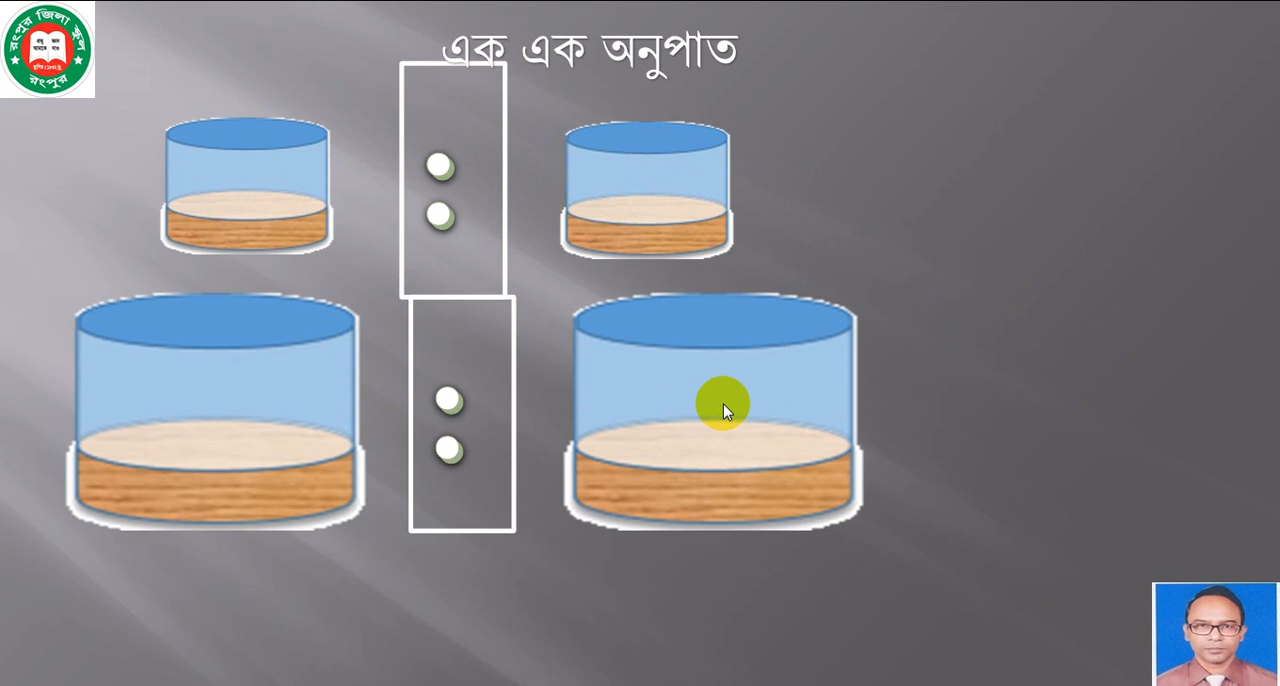 রংপুর জিলা স্কুল
রংপুর
এক এক অনুপাত